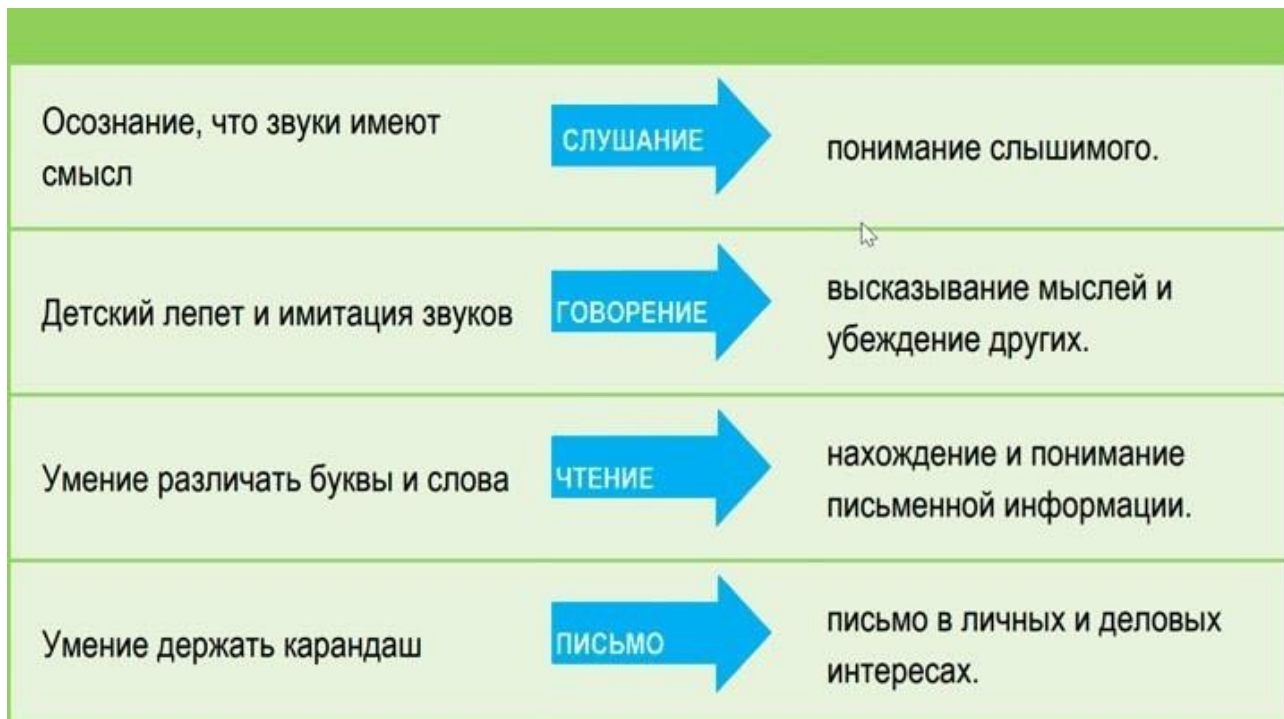 Осознание, что звуки имеют
смысл
СЛУШАНИЕ
понимание слышимого.
Детский лепет и имитация звуков
ГОВОРЕНИЕ
высказывание мыслей и
убеждение других.
Умение различать буквы и слова
ЧТЕНИЕ
нахождение и понимание
письменной информации.
Умение держать карандаш
ПИСЬМО
письмо в личных и деловых
интересах.